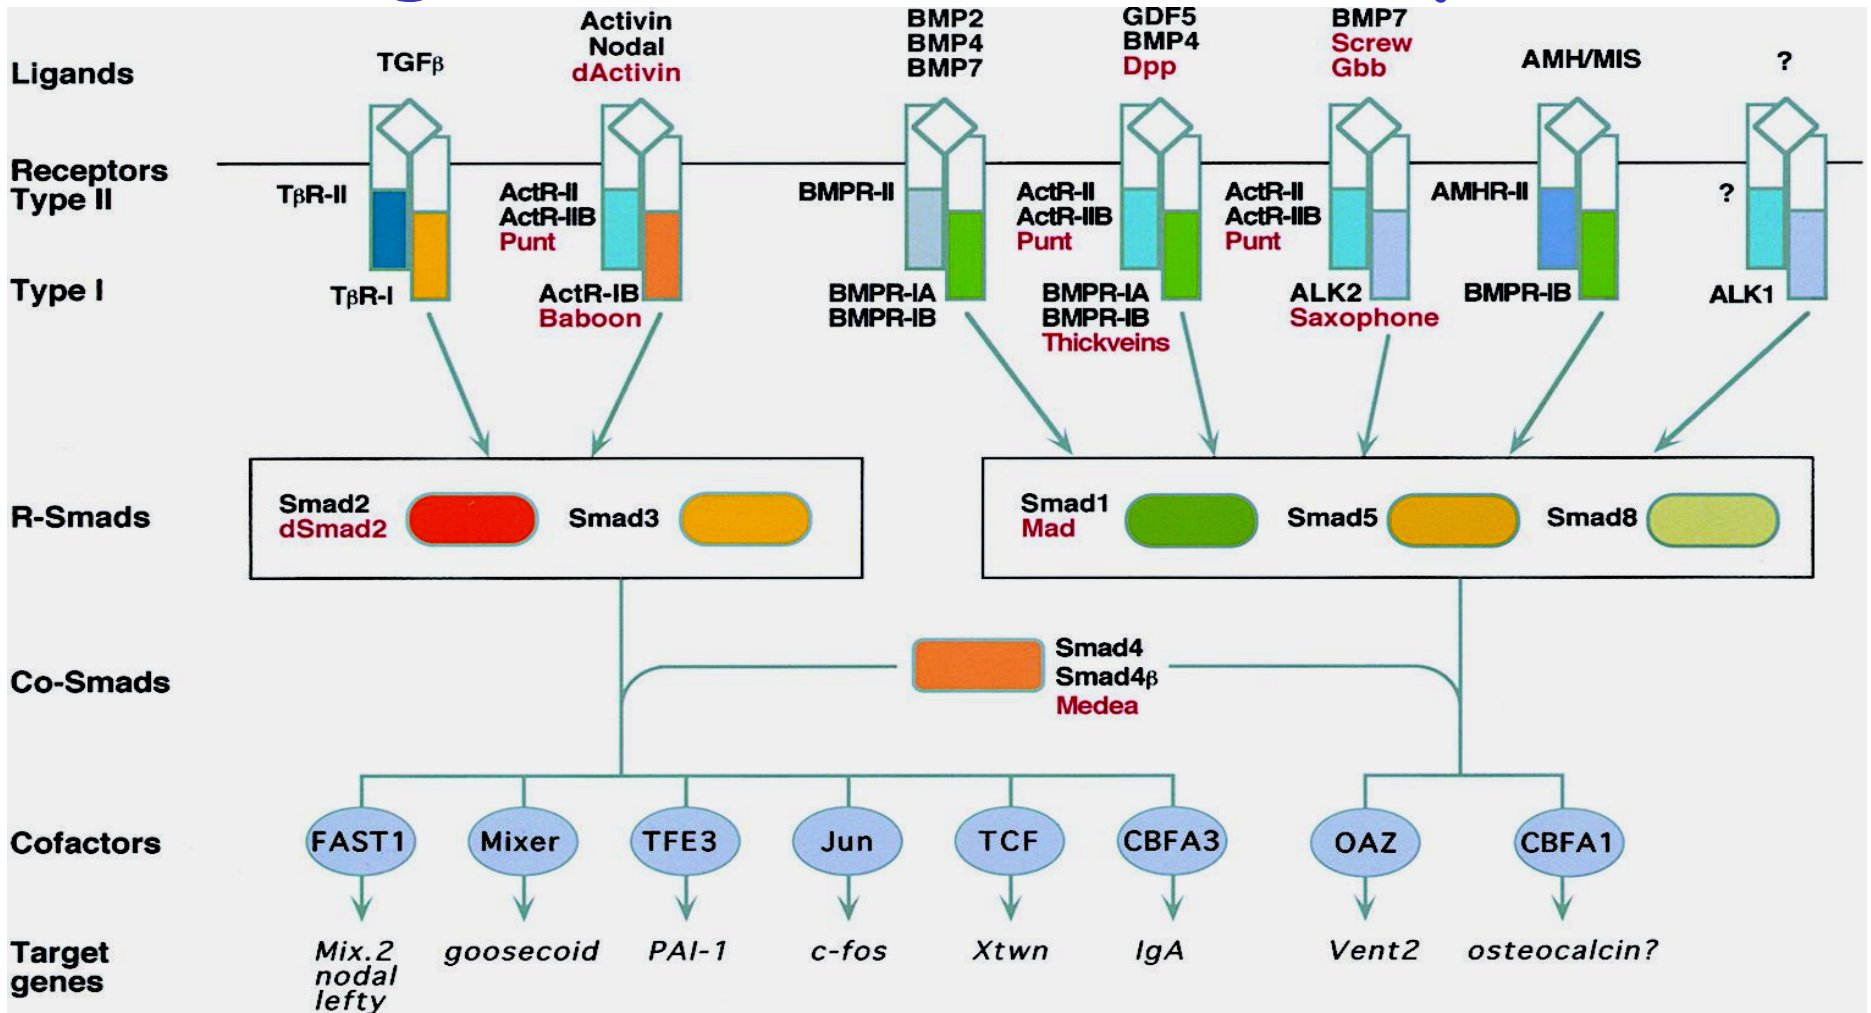 Ligands
TGFβ
Activin
Nodal
dActivin
BMP2
BMP4
BMP7
GDF5
BMP4
Dpp
BMP7
Screw
Gbb
AMH/MIS
?
Receptors
Type II
TβR-II
ActR-II
ActR-IIB
Punt
BMPR-II
ActR-II
ActR-IIB
Punt
ActR-II
ActR-IIB
Punt
AMHR-II
?
Type I
TβR-I
ActR-IB
Baboon
BMPR-IA
BMPR-IB
BMPR-IA
BMPR-IB
Thickveins
ALK2
Saxophone
BMPR-IB
ALK1
R-Smads
Smad2
dSmad2
Smad3
Smad1
Mad
Smad5
Smad8
Co-Smads
Smad4
Smad4β
Medea
Cofactors
FAST1
Mixer
TFE3
Jun
TCF
CBFA3
OAZ
CBFA1
Target
genes
Mix.2
nodal
lefty
goosecoid
PAI-1
c-fos
Xtwn
IgA
Vent2
osteocalcin?